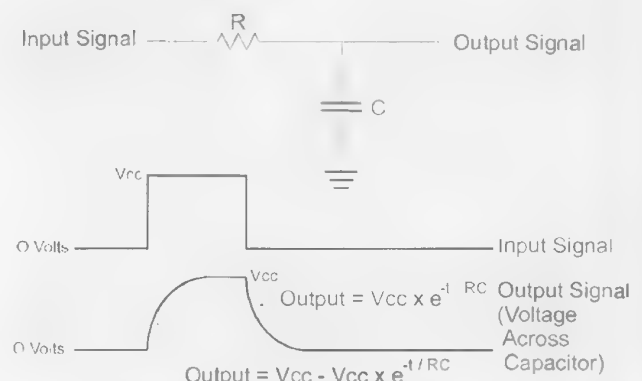 R
Input Signal
Output Signal
C
Vcc
O Volts
Input Signal
Vcc
Output = Vcc x e-t RC
Output Signal
(Voltage
Across
Capacitor)
O Volts
Output = Vcc - Vcc x e-t / RC